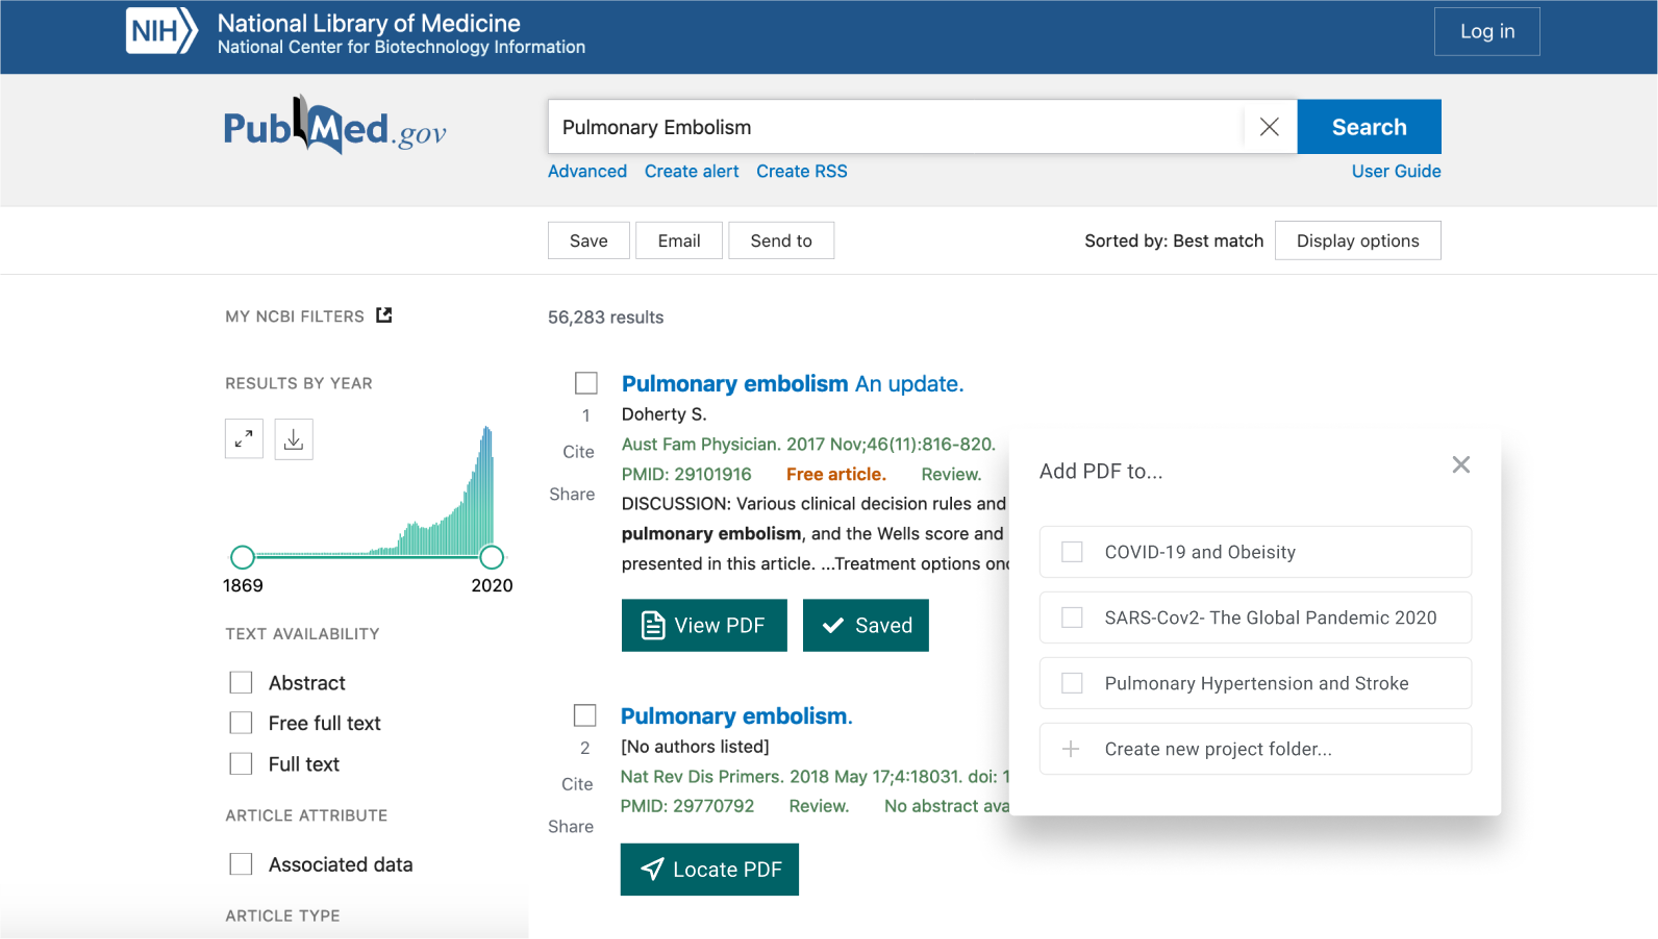 NIH National Library of Medicine
National Center for Biotechnology Information
Log in
PubMed.gov
Pulmonary Embolism
Search
Advanced Create alert Create RSS
User Guide
Save Email Send to
Sorted by: Best match Display options
MY NCBI FILTERS
56,283 results
RESULTS BY YEAR
1869 2020
TEXT AVAILABILITY
Abstract
Free full text
Full text
ARTICLE ATTRIBUTE
Associated data
ARTICLE TYPE
Pulmonary embolism An update.
1
Cite
Share
Doherty S.
Aust Fam Physician. 2017 Nov;46(11):816-820.
PMID: 29101916 Free article. Review.
DISCUSSION: Various clinical decision rules and
pulmonary embolism, and the Wells score and
presented in this article. ...Treatment options
View PDF Saved
Pulmonary embolism.
2
Cite
Share
[No authors listed]
Nat Rev Dis Primers. 2018 May 17;4:18031. doi: 1
PMID: 29770792 Review. No abstract
Locate PDF
Add PDF to...
COVID-19 and Obeisity
SARS-Cov2- The Global Pandemic 2020
Pulmonary Hypertension and Stroke
Create new project folder...